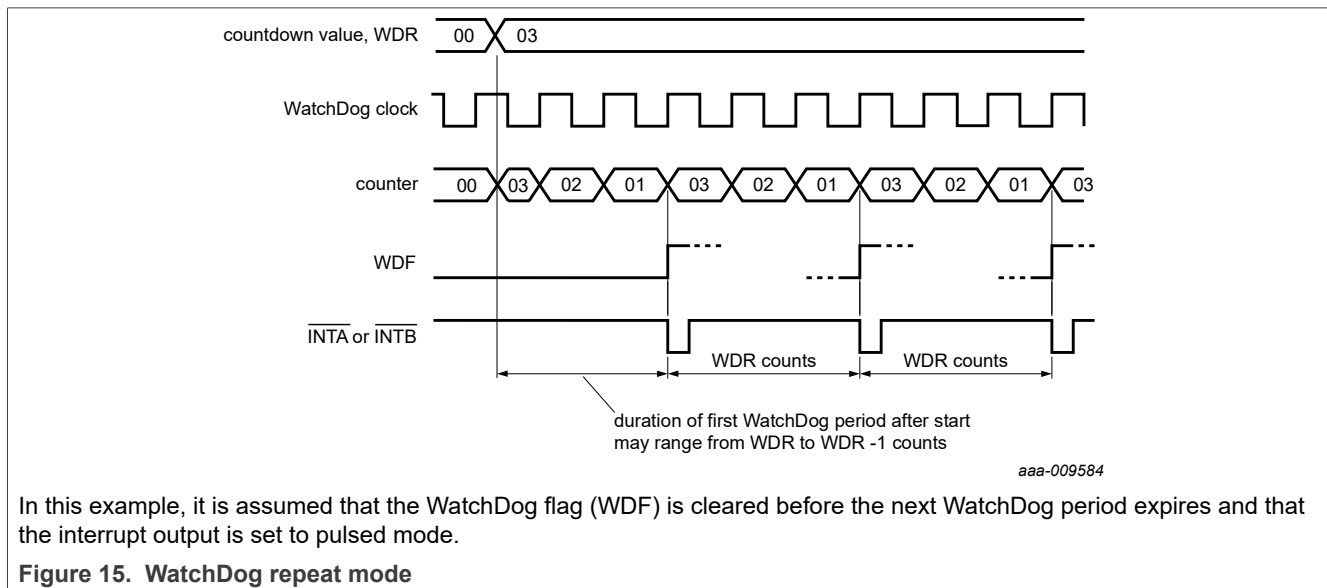 countdown value, WDR 00 03
WatchDog clock
counter 00 03 02 01 03 02 01 03 02 01 03
WDF
INTA or INTB
WDR counts WDR counts
duration of first WatchDog period after start
may range from WDR to WDR -1 counts
aaa-009584
In this example, it is assumed that the WatchDog flag (WDF) is cleared before the next WatchDog period expires and that
the interrupt output is set to pulsed mode.
Figure 15. WatchDog repeat mode